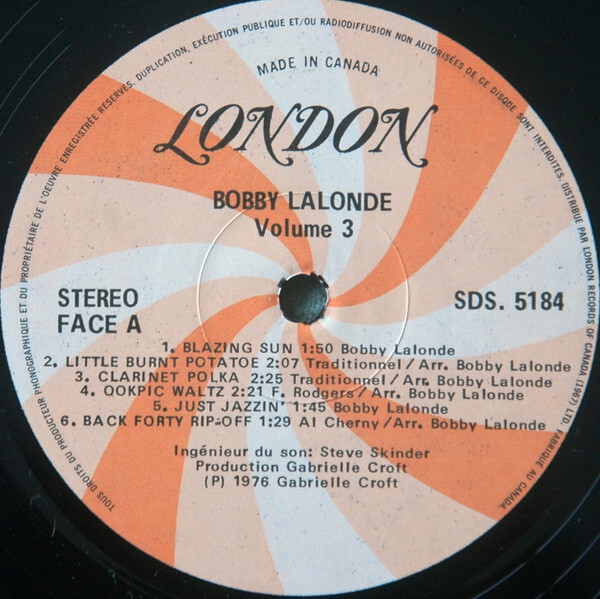 TOUS DROITS DU PRODUCTEUR PHONOGRAPHIQUE ET DU PROPRIÉTAIRE DE L'OEUVRE ENREGISTRÉE RESERVÉS. DUPLICATION, EXÉCUTION PUBLIQUE ET/OU RADIODIFFUSION NON AUTORISÉES DE CE DISQUE SONT INTERDITES. DISTRIBUÉ PAR LONDON RECORDS OF CANADA (1967) LTD. FABRIQUÉ AU CANADA.
MADE IN CANADA
LONDON
BOBBY LALONDE
Volume 3
STEREO
FACE A
SDS. 5184
1. BLAZING SUN 1:50 Bobby Lalonde
2. LITTLE BURNT POTATOE 2:07 Traditionnel/Arr. Bobby Lalonde
3. CLARINET POLKA 2:25 Traditionnel/Arr. Bobby Lalonde
4. OOKPIC WALTZ 2:21 F. Rodgers/Arr. Bobby Lalonde
5. JUST JAZZIN' 1:45 Bobby Lalonde
6. BACK FORTY RIP-OFF 1:29 Al Cherny/Arr. Bobby Lalonde
Ingénieur du son: Steve Skinder
Production Gabrielle Croft
(P) 1976 Gabrielle Croft